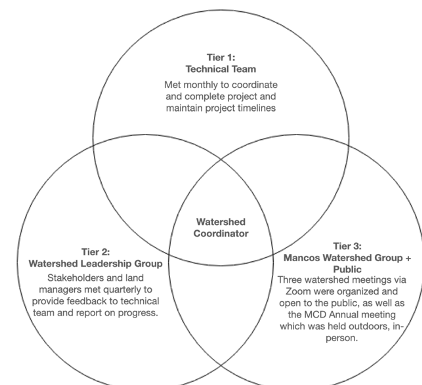 Tier 1:
Technical Team
Met monthly to coordinate
and complete project and
maintain project timelines
Watershed
Coordinator
Tier 2:
Watershed Leadership Group
Stakeholders and land
managers met quarterly to
provide feedback to technical
team and report on progress.
Tier 3:
Mancos Watershed Group +
Public
Three watershed meetings via
Zoom were organized and
open to the public, as well as
the MCD Annual meeting
which was held outdoors, in-
person.